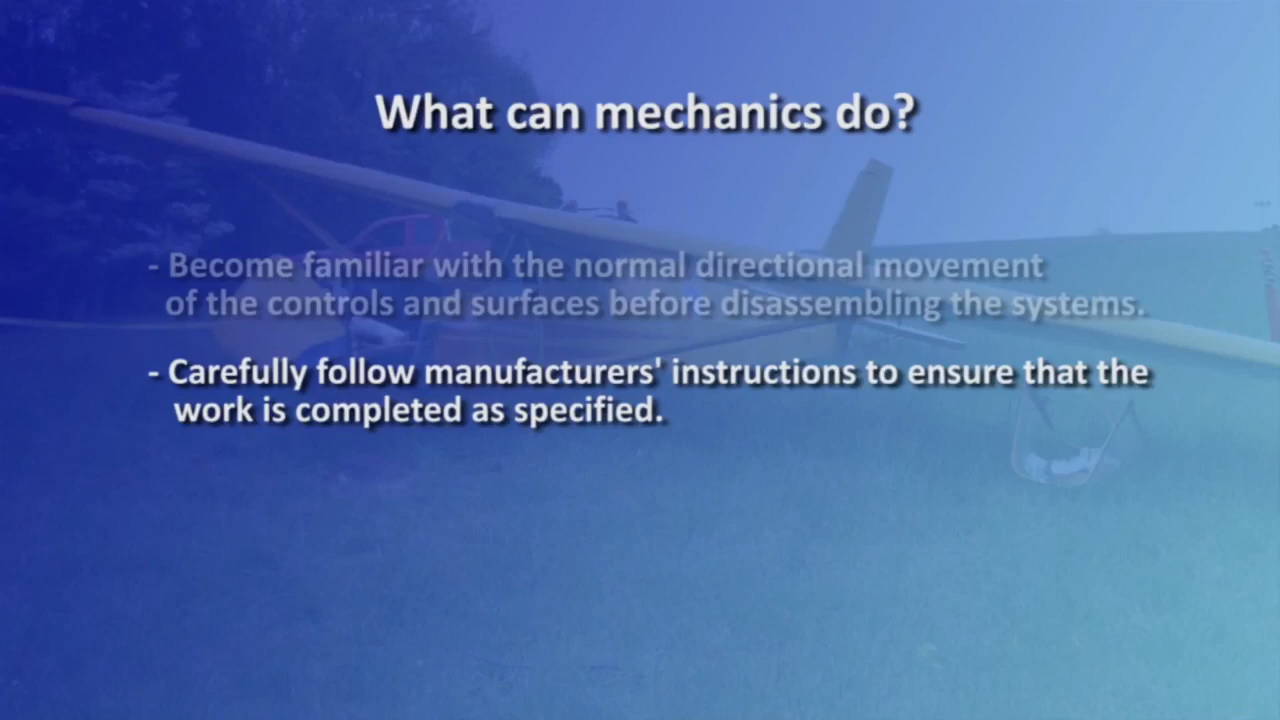 What can mechanics do?
- Become familiar with the normal directional movement
of the controls and surfaces before disassembling the systems.
- Carefully follow manufacturers' instructions to ensure that the
work is completed as specified.